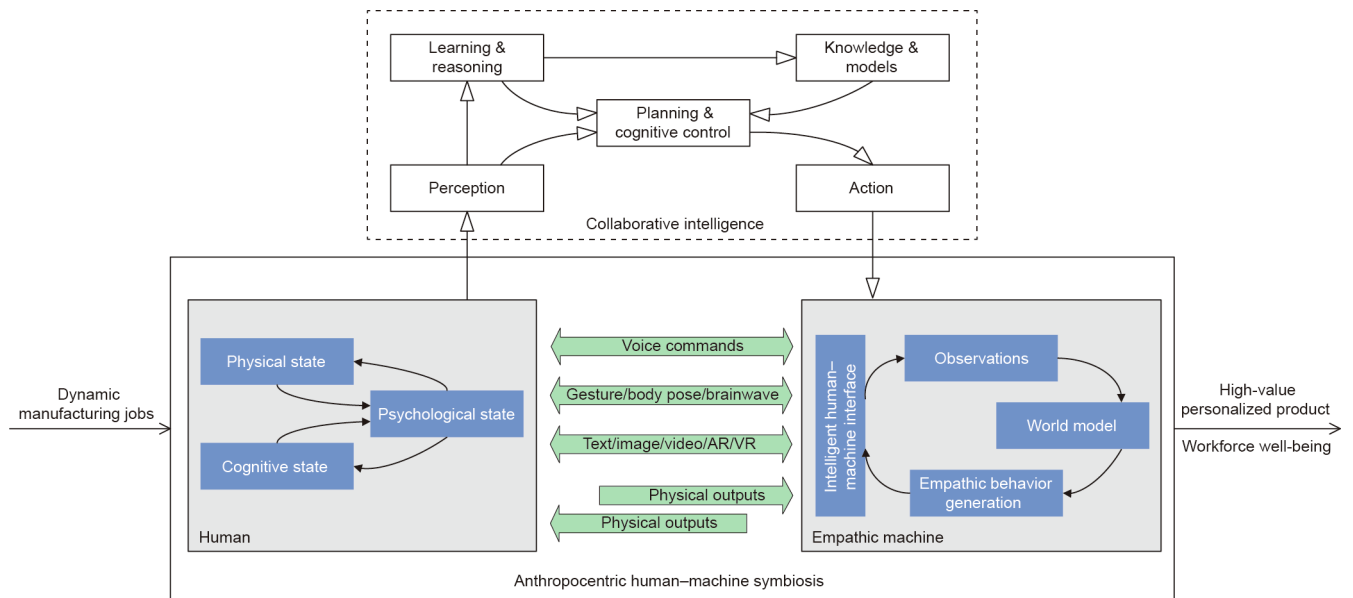 Learning &
reasoning
Knowledge &
models
Planning &
cognitive control
Perception
Action
Collaborative intelligence
Dynamic
manufacturing jobs
Physical state
Psychological state
Cognitive state
Human
Voice commands
Gesture/body pose/brainwave
Text/image/video/AR/VR
Physical outputs
Physical outputs
Intelligent human–
machine interface
Observations
World model
Empathic behavior
generation
Empathic machine
High-value
personalized product
Workforce well-being
Anthropocentric human–machine symbiosis